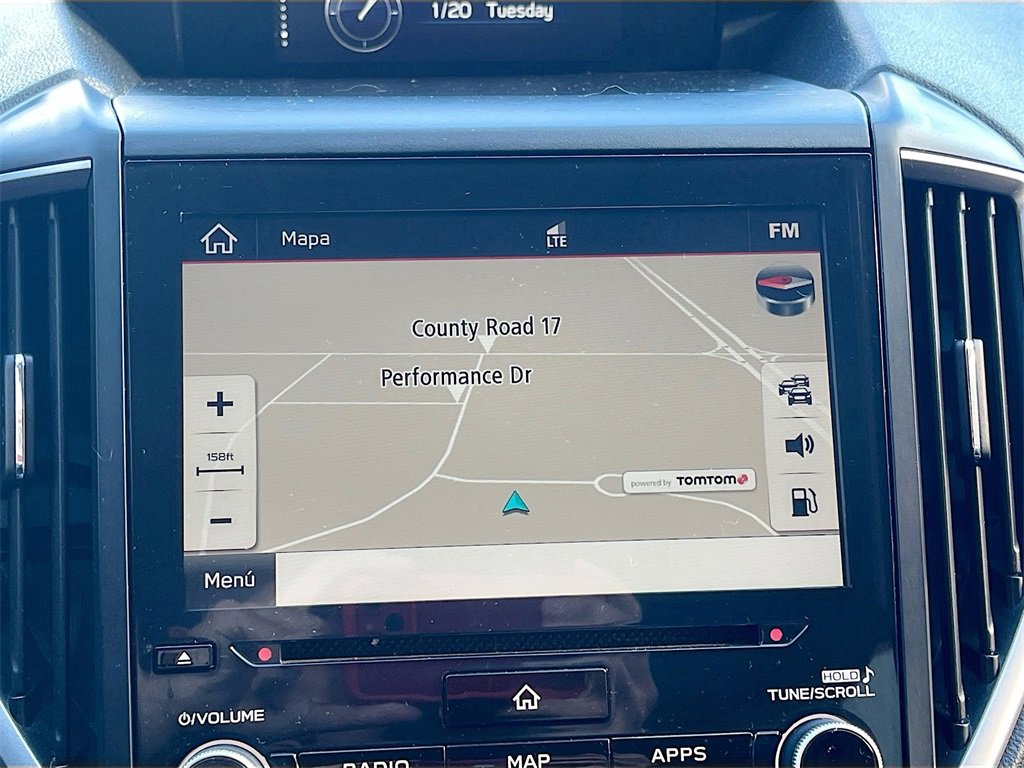 1/20 Tuesday
Mapa
LTE
FM
County Road 17
Performance Dr
+
158ft
−
powered by TOMTOM
Menú
HOLD
TUNE/SCROLL
/VOLUME
RADIO
MAP
APPS